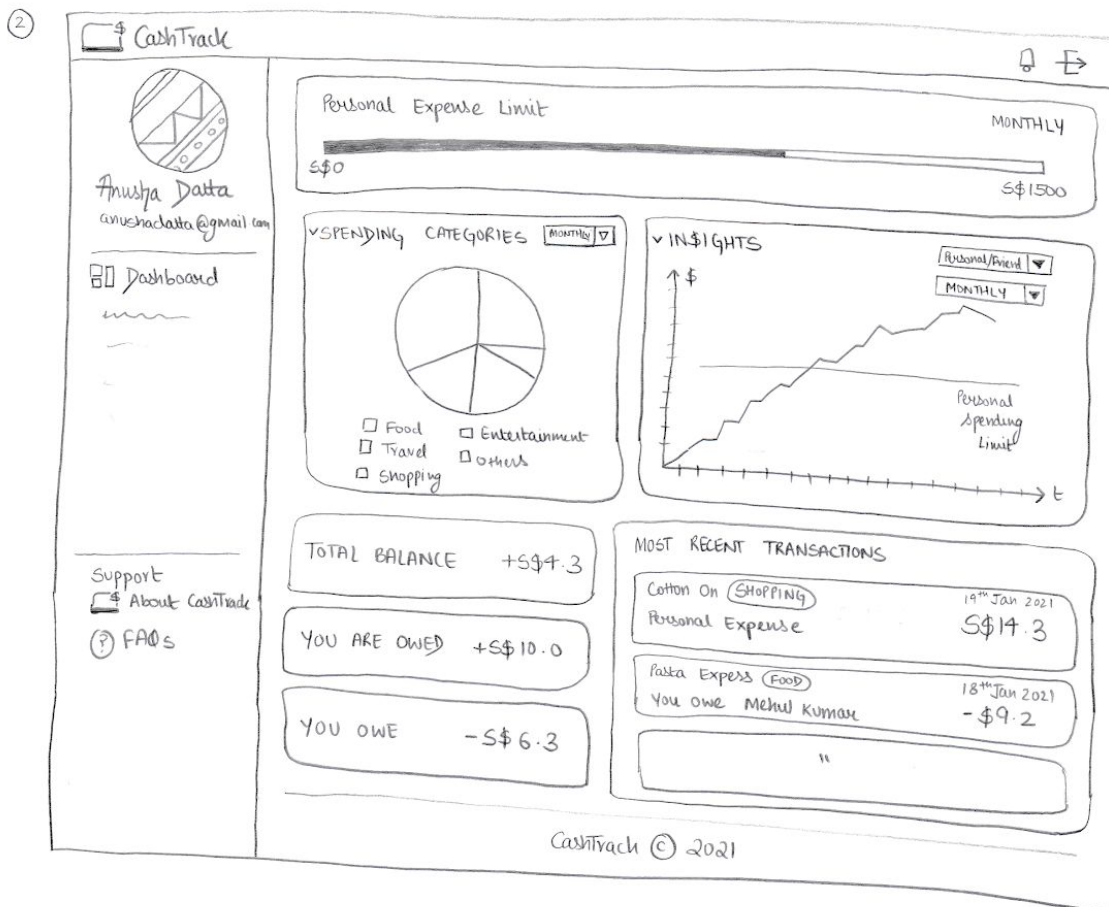 2
$ CashTrack
Personal Expense Limit
MONTHLY
S$0
S$1500
Anusha Datta
anushadatta@gmail.com
Dashboard
Support
$ About CashTrack
? FAQs
SPENDING CATEGORIES MONTHLY
Food
Travel
Shopping
Entertainment
Others
IN$IGHTS
Personal/Friend
MONTHLY
$
Personal
Spending
Limit
t
TOTAL BALANCE +S$4.3
YOU ARE OWED +S$10.0
YOU OWE -S$6.3
MOST RECENT TRANSACTIONS
Cotton On SHOPPING 19th Jan 2021
Personal Expense S$14.3
Pasta Expess FOOD 18th Jan 2021
You owe Mehul Kumar -$9.2
"
CashTrack © 2021